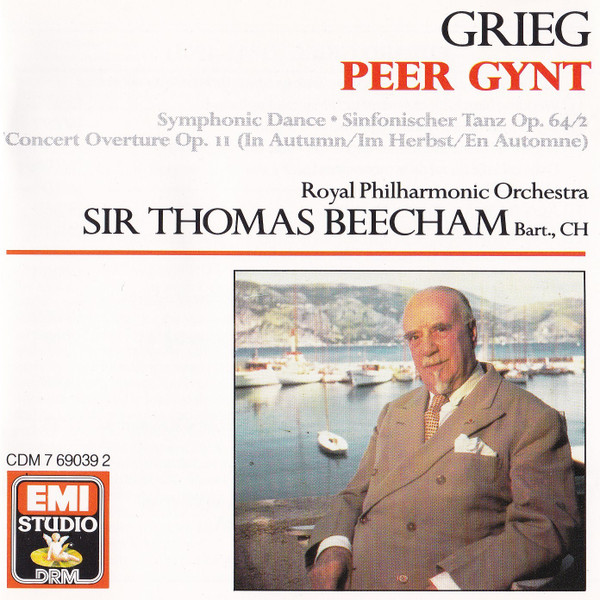 GRIEG
PEER GYNT
Symphonic Dance • Sinfonischer Tanz Op. 64/2
Concert Overture Op. 11 (In Autumn/Im Herbst/En Automne)
Royal Philharmonic Orchestra
SIR THOMAS BEECHAM Bart., CH
CDM 7 69039 2
EMI
STUDIO
DRM